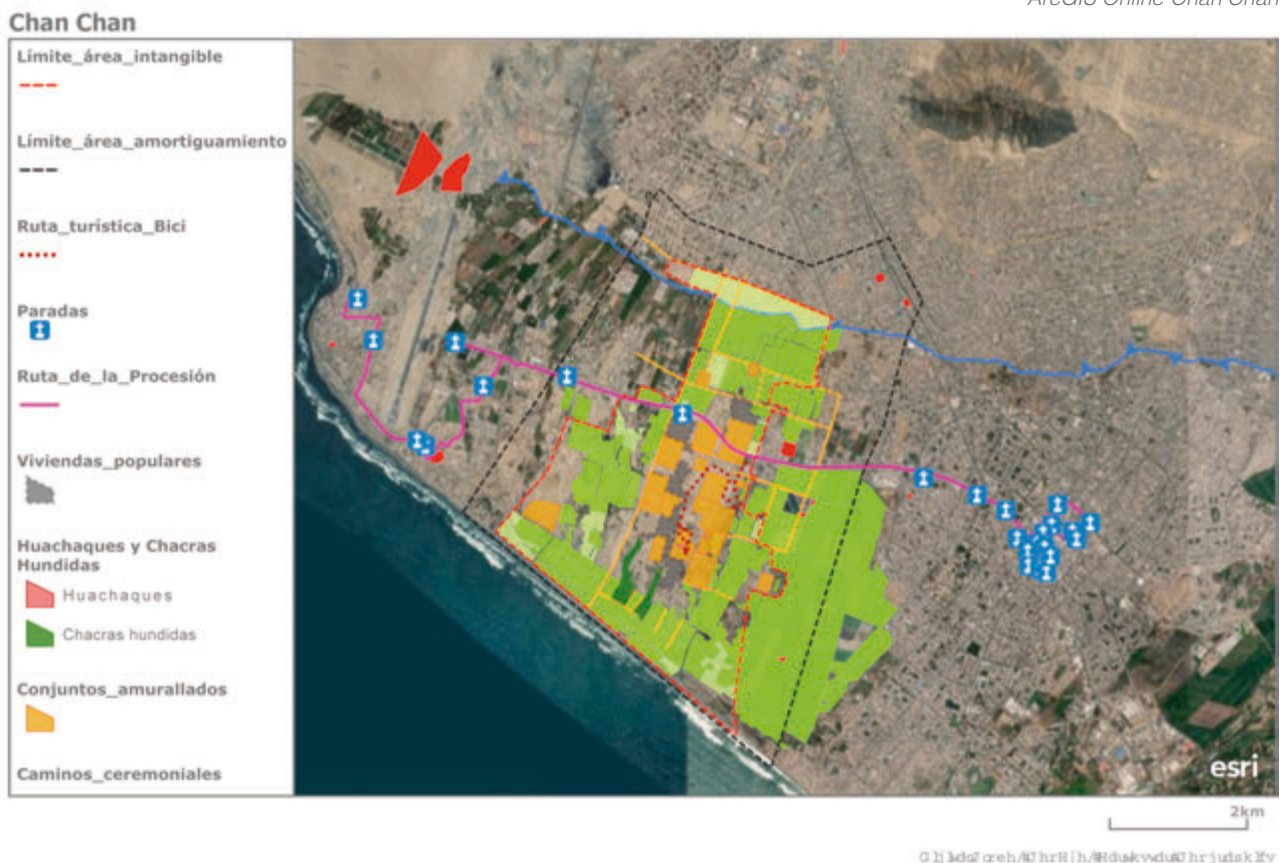 ArcGIS Online Chan Chan
Chan Chan
Límite_área_intangible
Límite_área_amortiguamiento
Ruta_turística_Bici
Paradas
Ruta_de_la_Procesión
Viviendas_populares
Huachaques y Chacras
Hundidas
Huachaques
Chacras hundidas
Conjuntos_amurallados
Caminos_ceremoniales
esri
2km